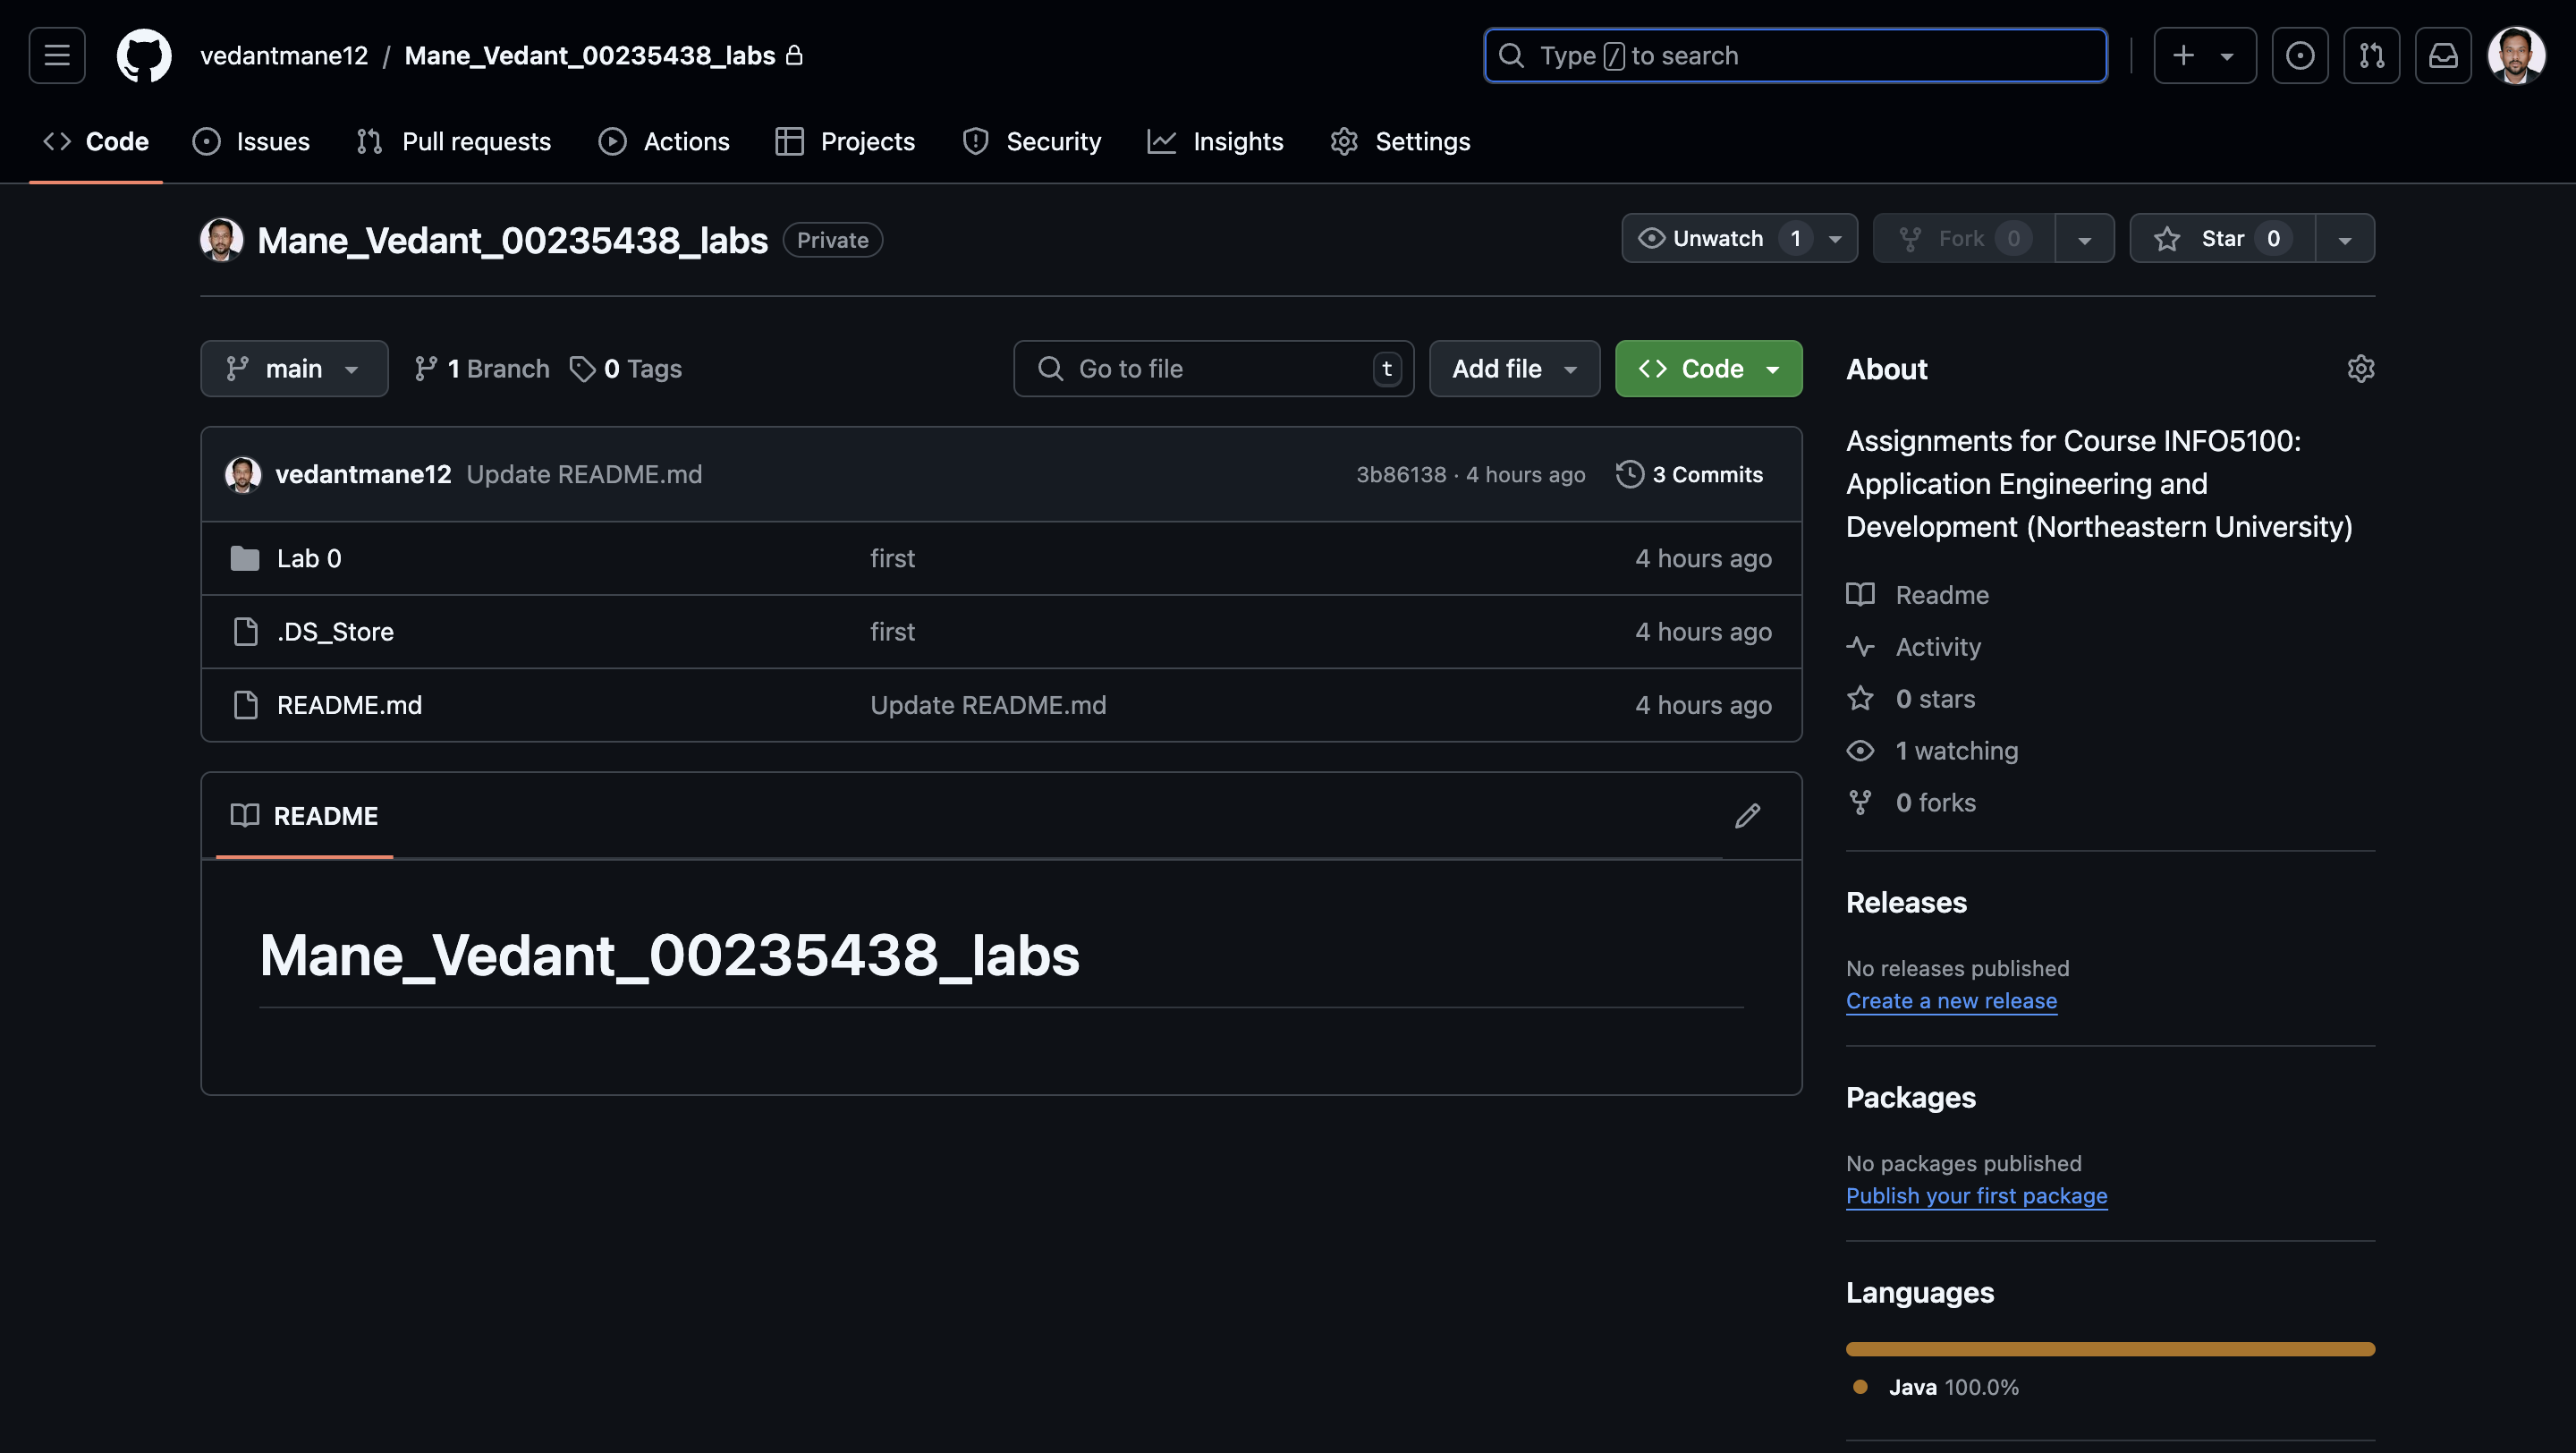 vedantmane12 / Mane_Vedant_00235438_labs
Type / to search
Code Issues Pull requests Actions Projects Security Insights Settings
Mane_Vedant_00235438_labs Private
Unwatch 1 Fork 0 Star 0
main 1 Branch 0 Tags Go to file t Add file Code
vedantmane12 Update README.md 3b86138 · 4 hours ago 3 Commits
Lab 0 first 4 hours ago
.DS_Store first 4 hours ago
README.md Update README.md 4 hours ago
README
Mane_Vedant_00235438_labs
About
Assignments for Course INFO5100:
Application Engineering and
Development (Northeastern University)
Readme
Activity
0 stars
1 watching
0 forks
Releases
No releases published
Create a new release
Packages
No packages published
Publish your first package
Languages
Java 100.0%